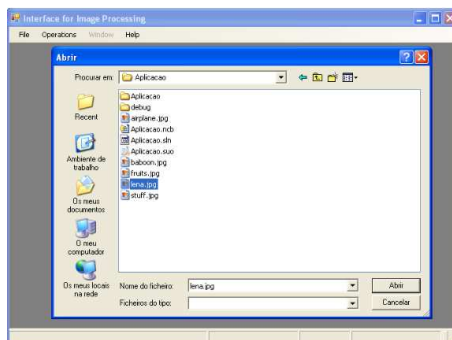 Interface for Image Processing
File Operations Window Help
Abrir
Procurar em: Aplicacao
Recent
Ambiente de trabalho
Os meus documentos
O meu computador
Os meus locais na rede
Aplicacao
debug
airplane.jpg
Aplicacao.ncb
Aplicacao.sln
Aplicacao.suo
baboon.jpg
fruits.jpg
lena.jpg
stuff.jpg
Nome do ficheiro: lena.jpg Abrir
Ficheiros do tipo: Cancelar